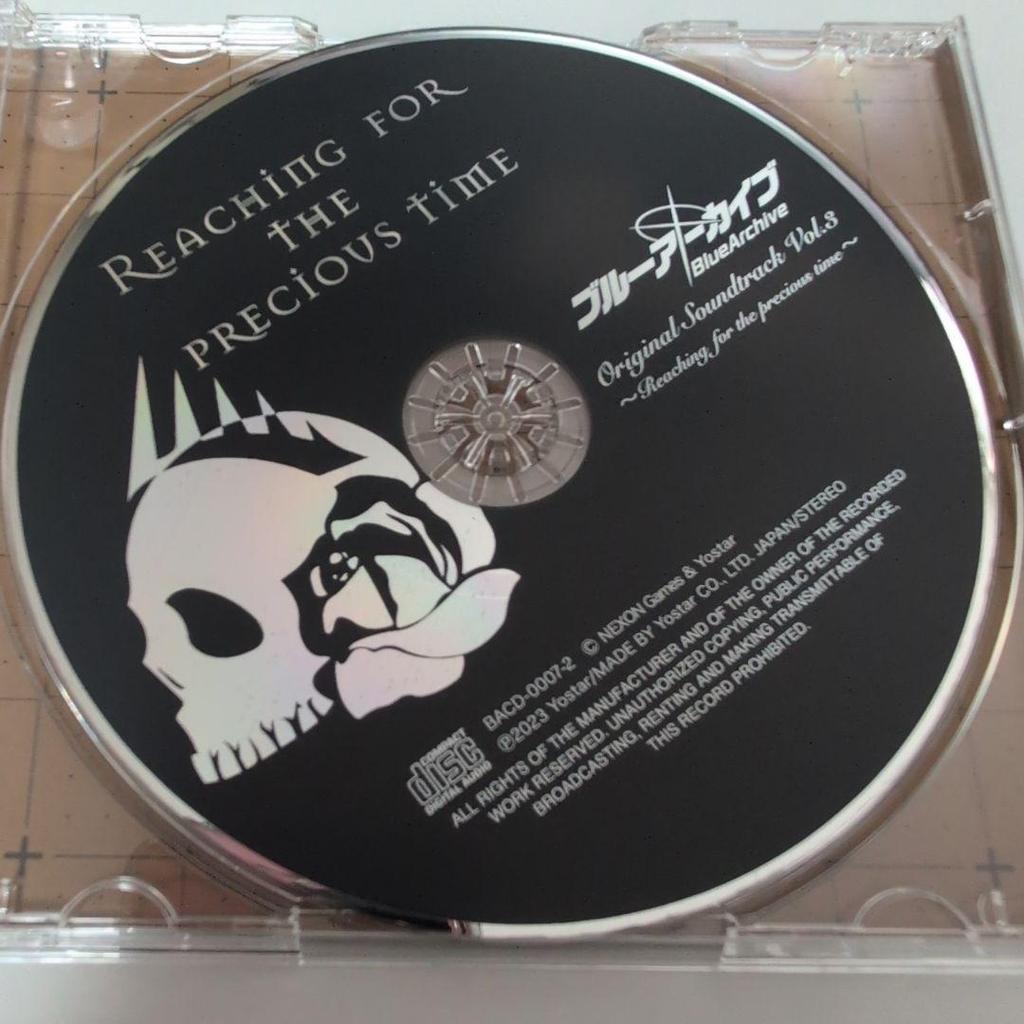 REACHING FOR
THE
PRECIOUS TIME
ブルーアーカイブ
BlueArchive
Original Soundtrack Vol.3
～Reaching for the precious time～
BACD-0007-2 © NEXON Games & Yostar
℗2023 Yostar/MADE BY Yostar CO., LTD. JAPAN/STEREO
ALL RIGHTS OF THE MANUFACTURER AND OF THE OWNER OF THE RECORDED
WORK RESERVED. UNAUTHORIZED COPYING, PUBLIC PERFORMANCE,
BROADCASTING, RENTING AND MAKING TRANSMITTABLE OF
THIS RECORD PROHIBITED.
COMPACT
disc
DIGITAL AUDIO